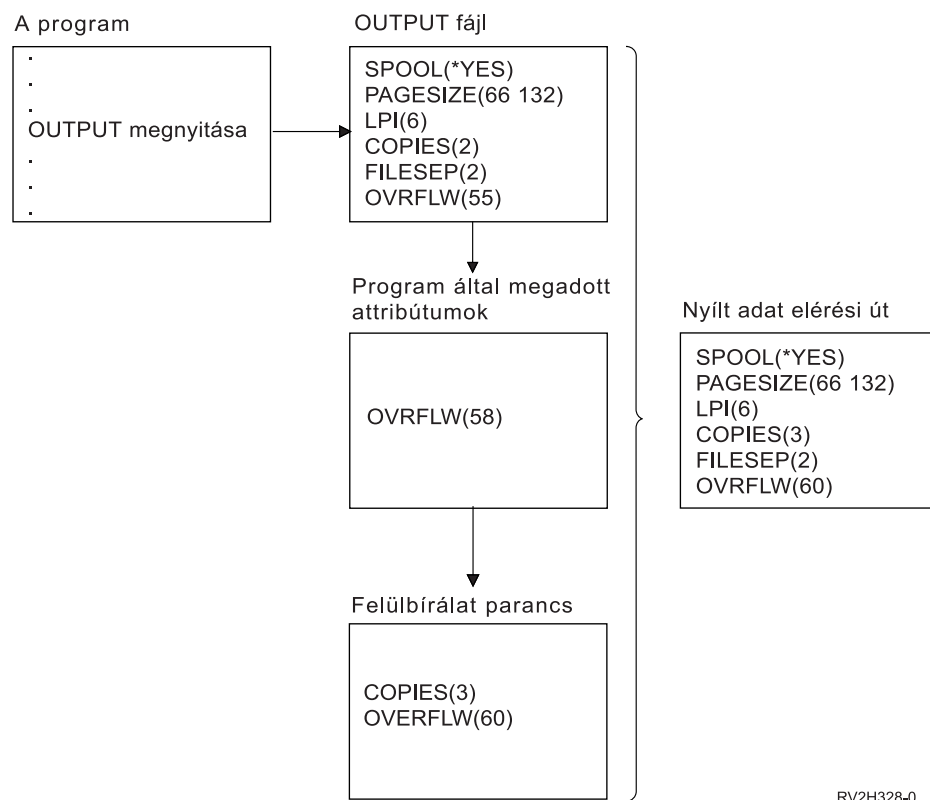 A program
.
.
.
OUTPUT megnyitása
.
.
.
OUTPUT fájl
SPOOL(*YES)
PAGESIZE(66 132)
LPI(6)
COPIES(2)
FILESEP(2)
OVRFLW(55)
Program által megadott
attribútumok
OVRFLW(58)
Felülbírálat parancs
COPIES(3)
OVERFLW(60)
Nyílt adat elérési út
SPOOL(*YES)
PAGESIZE(66 132)
LPI(6)
COPIES(3)
FILESEP(2)
OVRFLW(60)
RV2H328-0